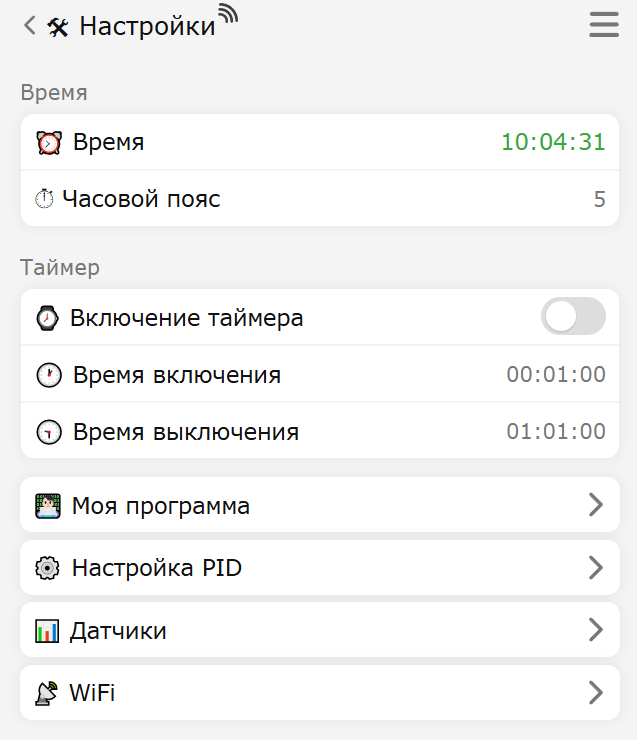 Настройки
Время
Время 10:04:31
Часовой пояс 5
Таймер
Включение таймера
Время включения 00:01:00
Время выключения 01:01:00
Моя программа
Настройка PID
Датчики
WiFi